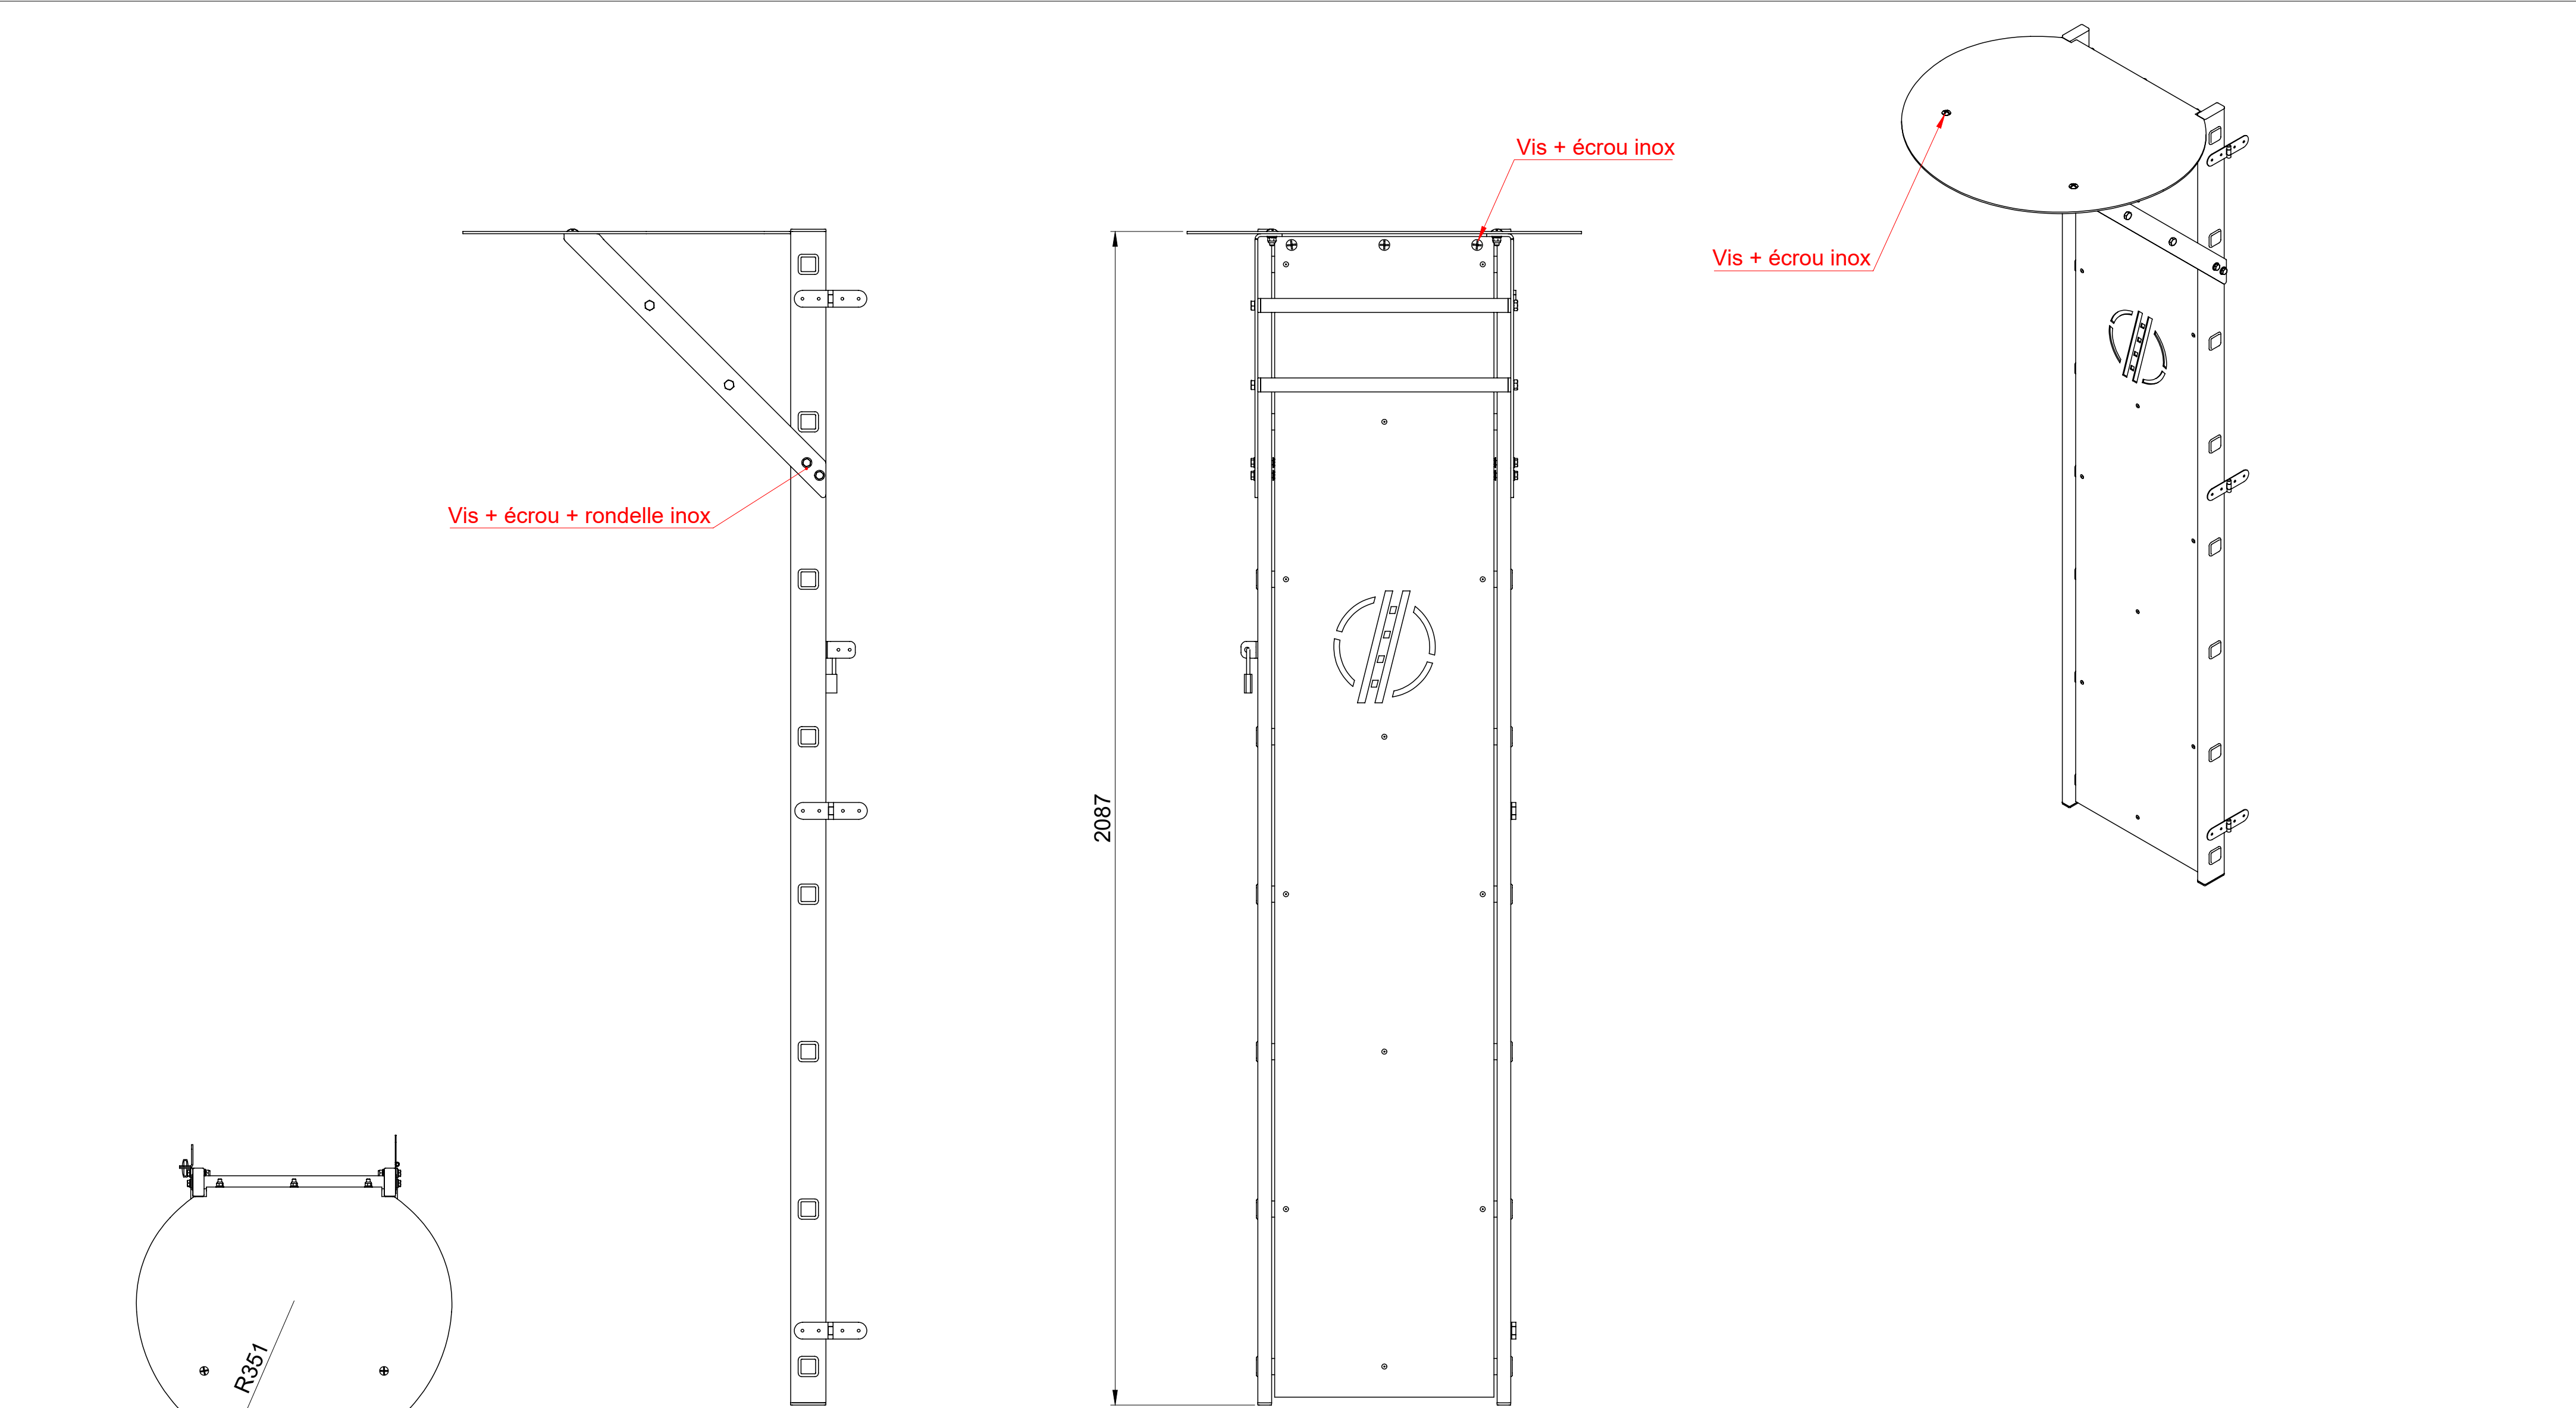 Vis + écrou inox
Vis + écrou inox
Vis + écrou + rondelle inox
2087
R351